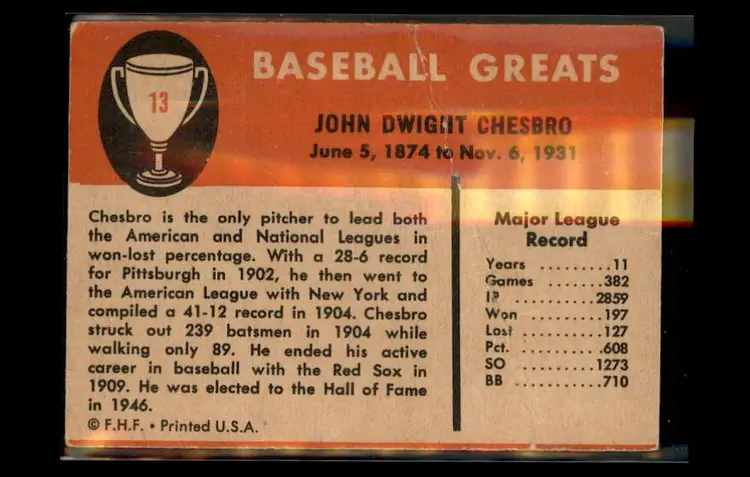 13
BASEBALL GREATS
JOHN DWIGHT CHESBRO
June 5, 1874 to Nov. 6, 1931
Chesbro is the only pitcher to lead both
the American and National Leagues in
won-lost percentage. With a 28-6 record
for Pittsburgh in 1902, he then went to
the American League with New York and
compiled a 41-12 record in 1904. Chesbro
struck out 239 batsmen in 1904 while
walking only 89. He ended his active
career in baseball with the Red Sox in
1909. He was elected to the Hall of Fame
in 1946.
© F.H.F. • Printed U.S.A.
Major League
Record
Years .........11
Games .........382
IP ............2859
Won ..........197
Lost ..........127
Pct. ..........608
SO ...........1273
BB ...........710